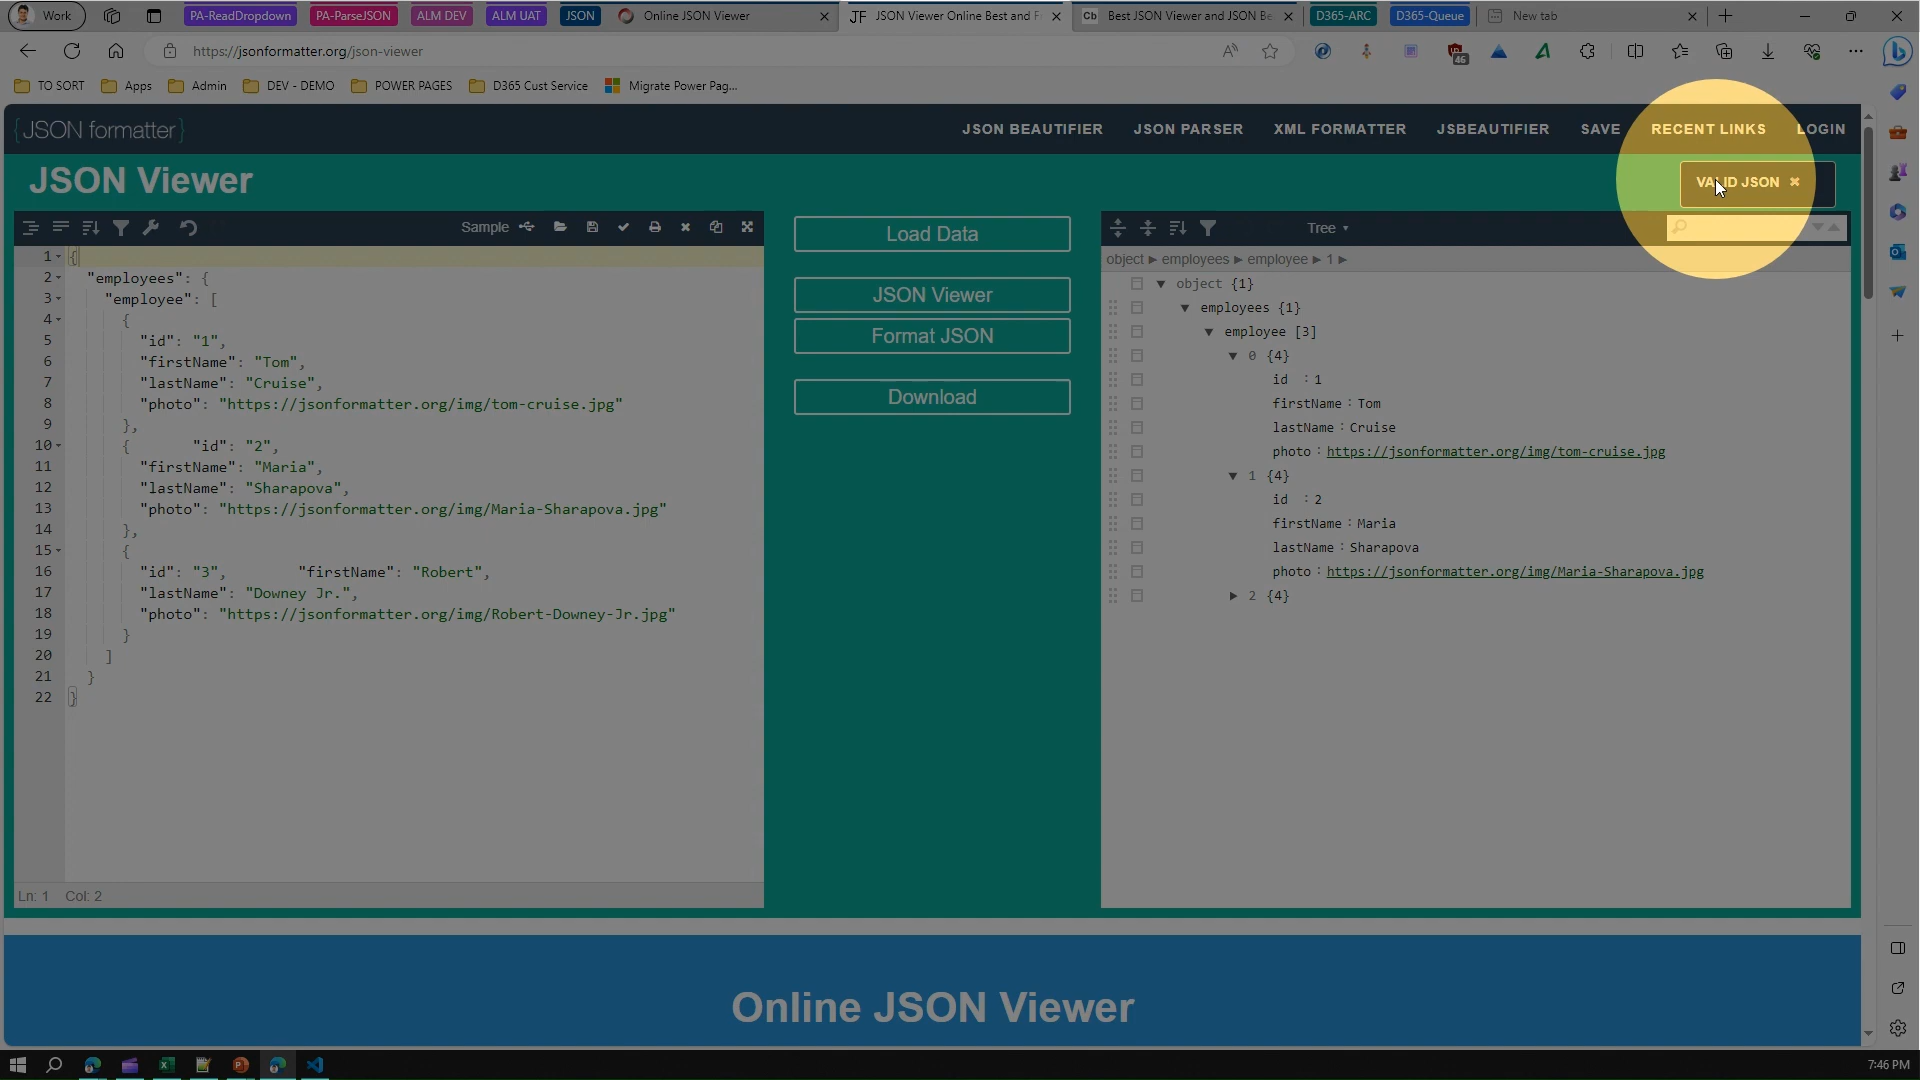 Work
PA-ReadDropdown
PA-ParseJSON
ALM DEV
ALM UAT
JSON
Online JSON Viewer
JF JSON Viewer Online Best and F
Cb Best JSON Viewer and JSON Be
D365-ARC
D365-Queue
New tab
https://jsonformatter.org/json-viewer
46
TO SORT
Apps
Admin
DEV - DEMO
POWER PAGES
D365 Cust Service
Migrate Power Pag...
{JSON formatter}
JSON BEAUTIFIER
JSON PARSER
XML FORMATTER
JSBEAUTIFIER
SAVE
RECENT LINKS
LOGIN
JSON Viewer
VALID JSON
Sample
1 {
2 "employees": {
3 "employee": [
4 {
5 "id": "1",
6 "firstName": "Tom",
7 "lastName": "Cruise",
8 "photo": "https://jsonformatter.org/img/tom-cruise.jpg"
9 },
10 { "id": "2",
11 "firstName": "Maria",
12 "lastName": "Sharapova",
13 "photo": "https://jsonformatter.org/img/Maria-Sharapova.jpg"
14 },
15 {
16 "id": "3", "firstName": "Robert",
17 "lastName": "Downey Jr.",
18 "photo": "https://jsonformatter.org/img/Robert-Downey-Jr.jpg"
19 }
20 ]
21 }
22 }
Ln: 1 Col: 2
Load Data
JSON Viewer
Format JSON
Download
Tree
object ► employees ► employee ► 1 ►
object {1}
employees {1}
employee [3]
0 {4}
id : 1
firstName : Tom
lastName : Cruise
photo : https://jsonformatter.org/img/tom-cruise.jpg
1 {4}
id : 2
firstName : Maria
lastName : Sharapova
photo : https://jsonformatter.org/img/Maria-Sharapova.jpg
2 {4}
Online JSON Viewer
7:46 PM